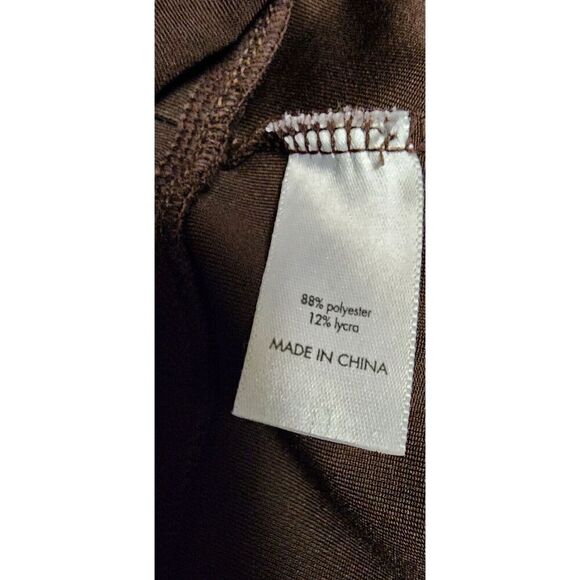 88% polyester
12% lycra
MADE IN CHINA